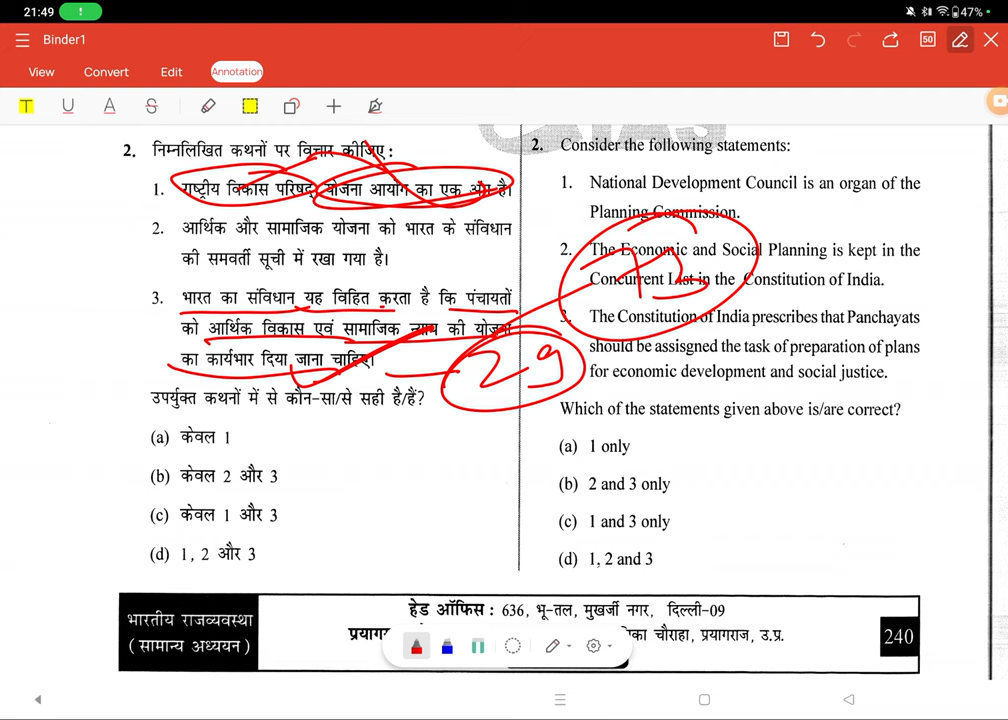 21:49
47%
Binder1
50
View Convert Edit Annotation
T U A S
2. निम्नलिखित कथनों पर विचार कीजिए:
1. राष्ट्रीय विकास परिषद् योजना आयोग का एक अंग है।
2. आर्थिक और सामाजिक योजना को भारत के संविधान
की समवर्ती सूची में रखा गया है।
3. भारत का संविधान यह विहित करता है कि पंचायतों
को आर्थिक विकास एवं सामाजिक न्याय की योजना
का कार्यभार दिया जाना चाहिए।
उपर्युक्त कथनों में से कौन-सा/से सही है/हैं?
(a) केवल 1
(b) केवल 2 और 3
(c) केवल 1 और 3
(d) 1, 2 और 3
2. Consider the following statements:
1. National Development Council is an organ of the
Planning Commission.
2. The Economic and Social Planning is kept in the
Concurrent List in the Constitution of India.
3. The Constitution of India prescribes that Panchayats
should be assisgned the task of preparation of plans
for economic development and social justice.
Which of the statements given above is/are correct?
(a) 1 only
(b) 2 and 3 only
(c) 1 and 3 only
(d) 1, 2 and 3
73
29
भारतीय राजव्यवस्था
(सामान्य अध्ययन)
हेड ऑफिस : 636, भू-तल, मुखर्जी नगर, दिल्ली-09
चौराहा, प्रयागराज, उ.प्र.
240